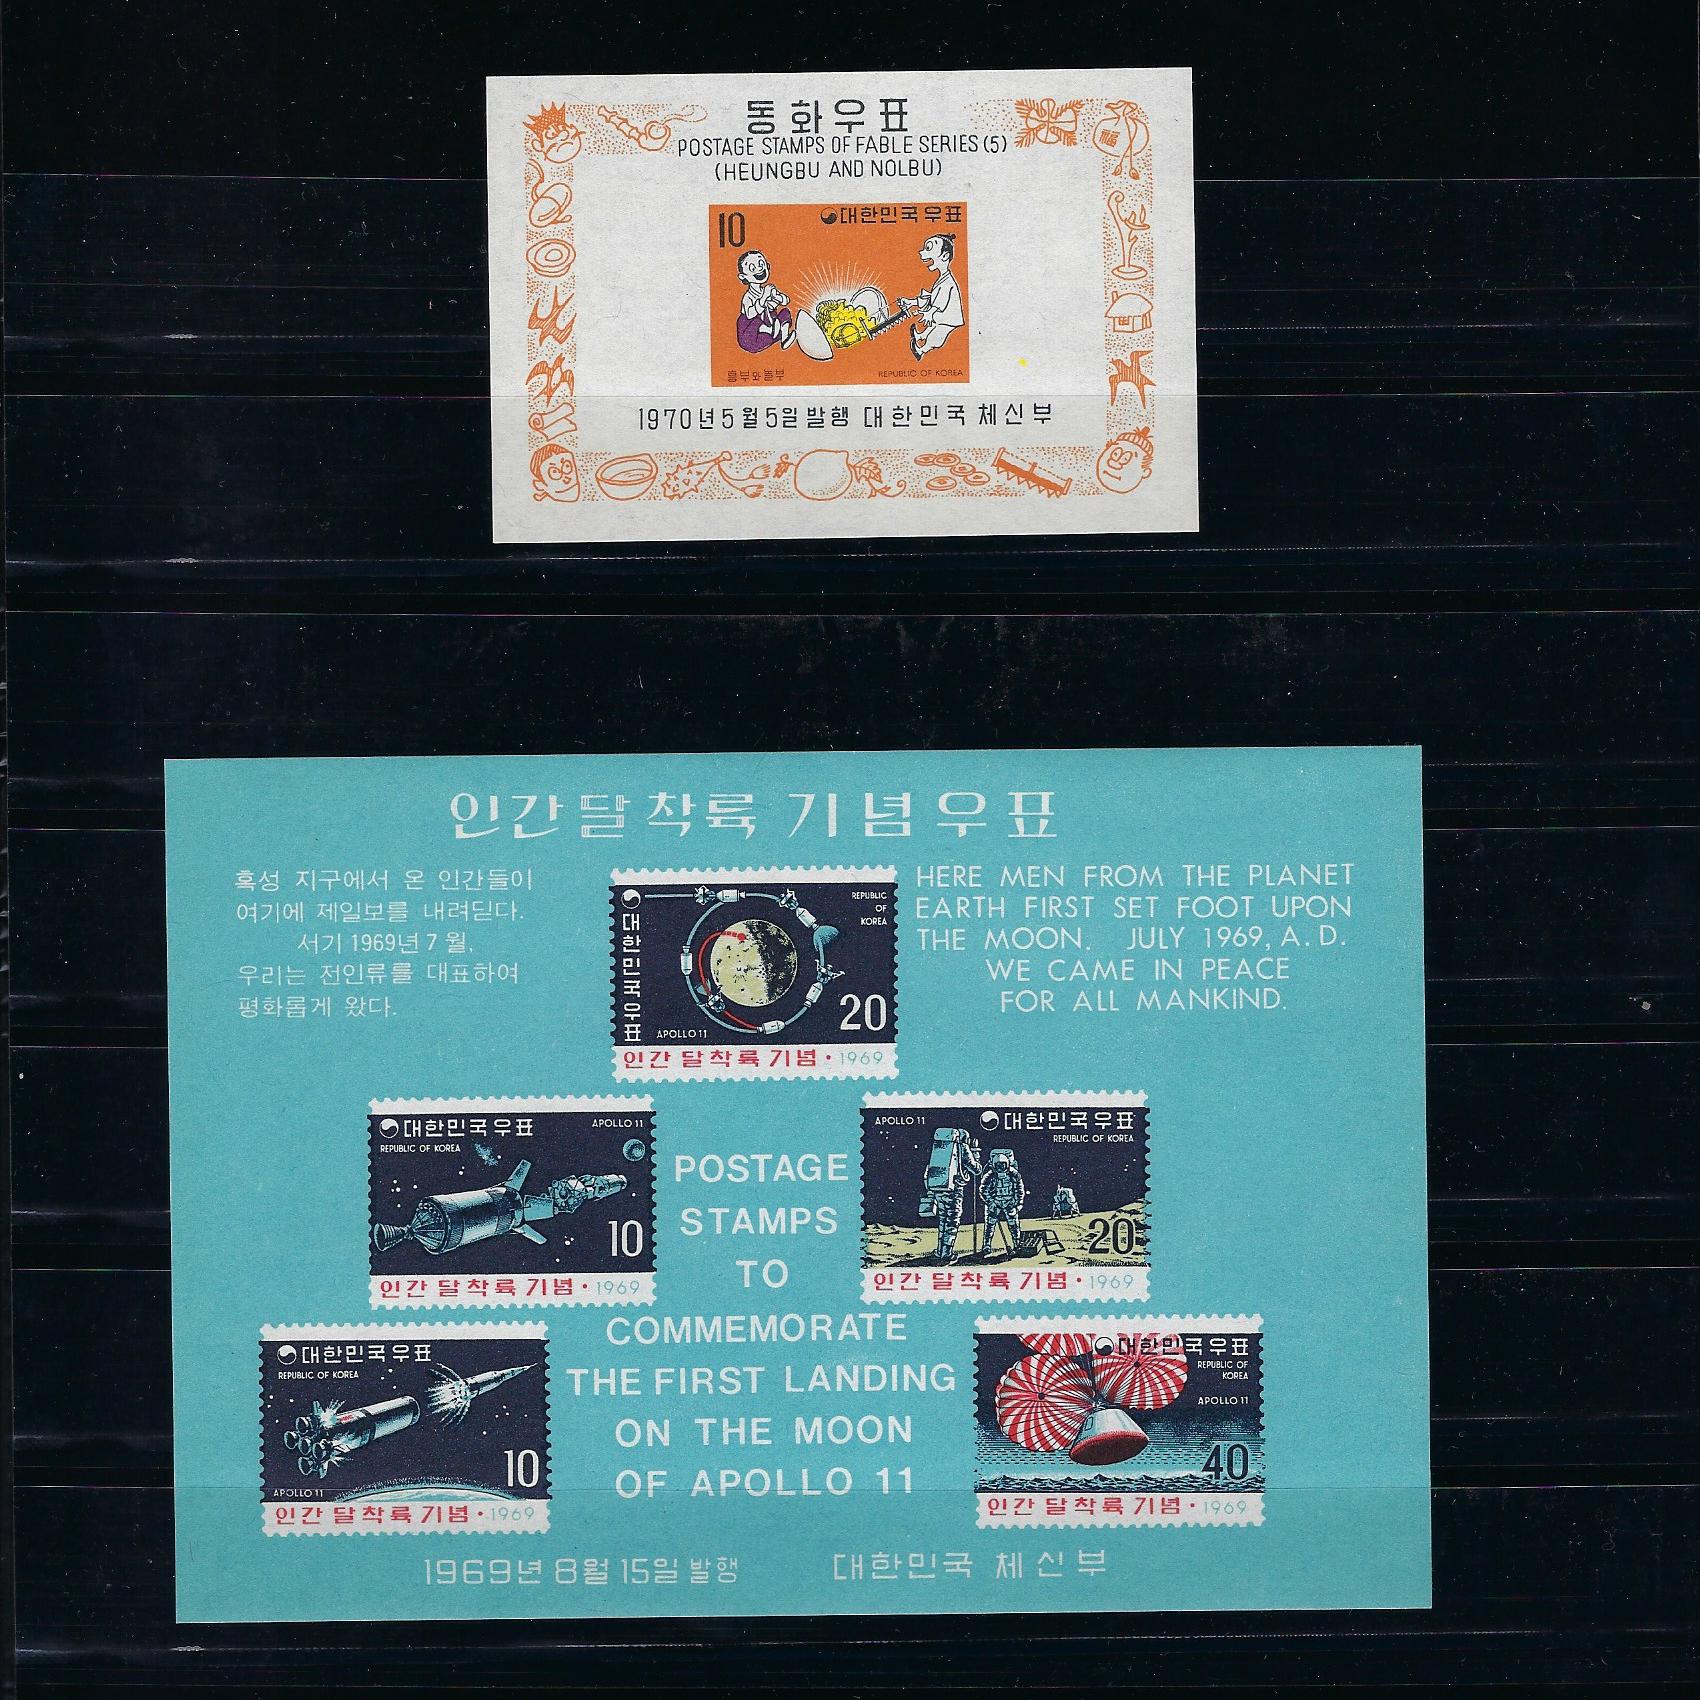 동화우표
POSTAGE STAMPS OF FABLE SERIES (5)
(HEUNGBU AND NOLBU)
福
10
대한민국우표
흥부와놀부
REPUBLIC OF KOREA
1970년5월5일발행 대한민국 체신부
인간달착륙기념우표
혹성 지구에서 온 인간들이
여기에 제일보를 내려딛다.
서기 1969년 7월,
우리는 전인류를 대표하여
평화롭게 왔다.
HERE MEN FROM THE PLANET
EARTH FIRST SET FOOT UPON
THE MOON. JULY 1969, A.D.
WE CAME IN PEACE
FOR ALL MANKIND.
대한민국우표
REPUBLIC
OF
KOREA
20
APOLLO 11
인간달착륙기념·1969
대한민국우표
REPUBLIC OF KOREA
APOLLO 11
10
인간달착륙기념·1969
APOLLO 11
대한민국우표
REPUBLIC OF KOREA
20
인간달착륙기념·1969
POSTAGE
STAMPS
TO
COMMEMORATE
THE FIRST LANDING
ON THE MOON
OF APOLLO 11
대한민국우표
REPUBLIC OF KOREA
10
APOLLO 11
인간달착륙기념·1969
대한민국우표
REPUBLIC OF
KOREA
APOLLO 11
40
인간달착륙기념·1969
1969년8월15일발행 대한민국 체신부